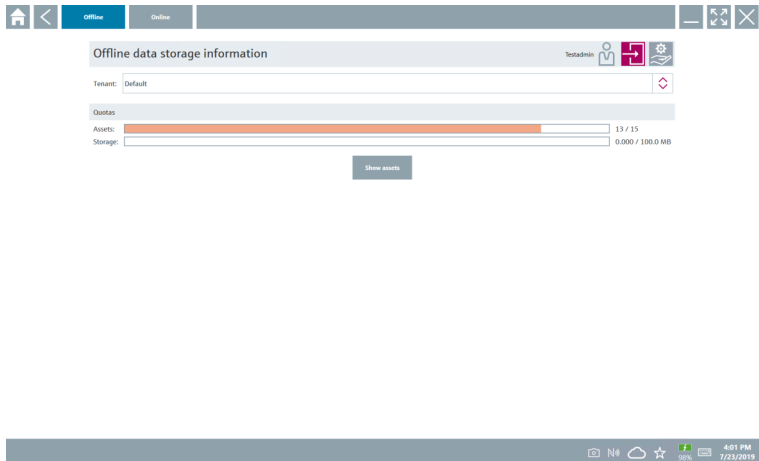 Offline
Online
Offline data storage information
Testadmin
Tenant: Default
Quotas
Assets: 13 / 15
Storage: 0.000 / 100.0 MB
Show assets
98%
4:01 PM
7/23/2019